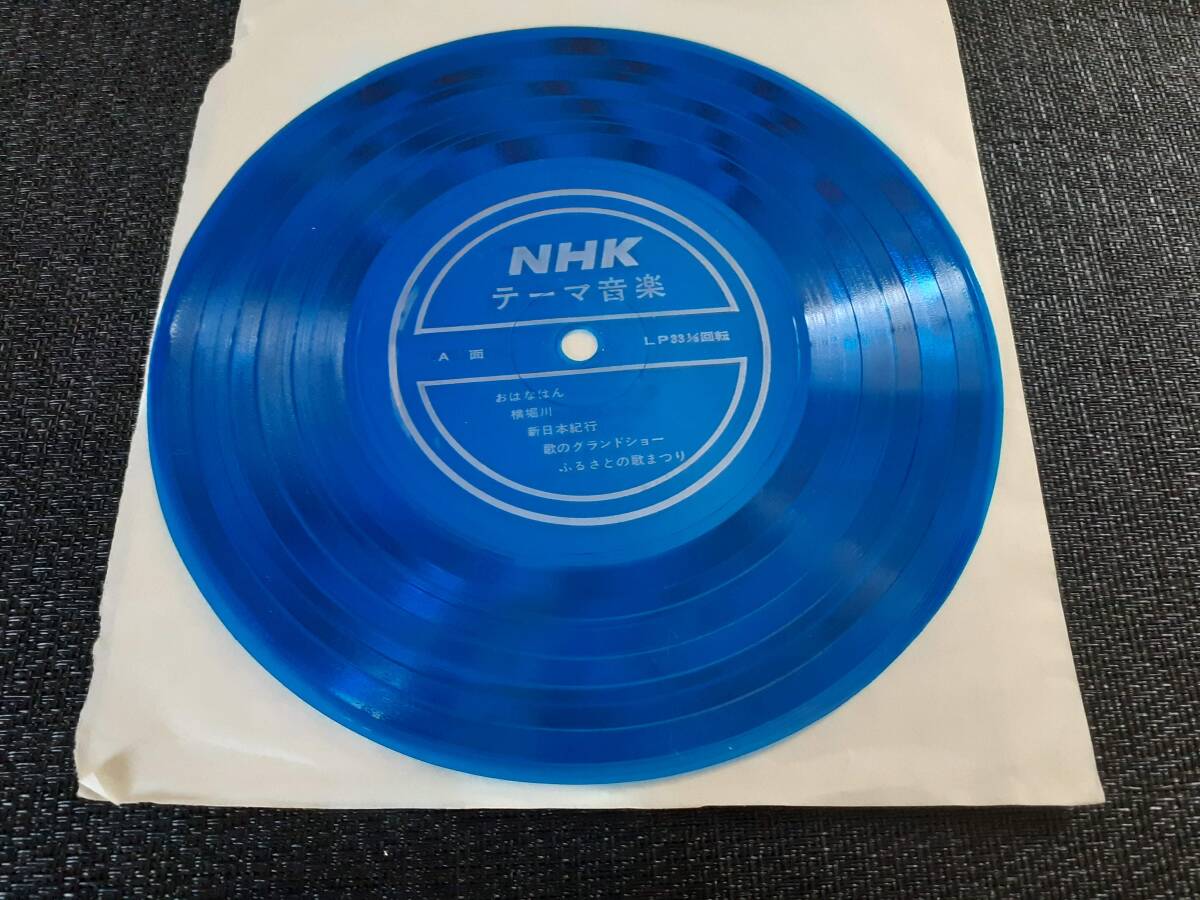 NHK
テーマ音楽
A 面
LP33⅓回転
おはなはん
横堀川
新日本紀行
歌のグランドショー
ふるさとの歌まつり